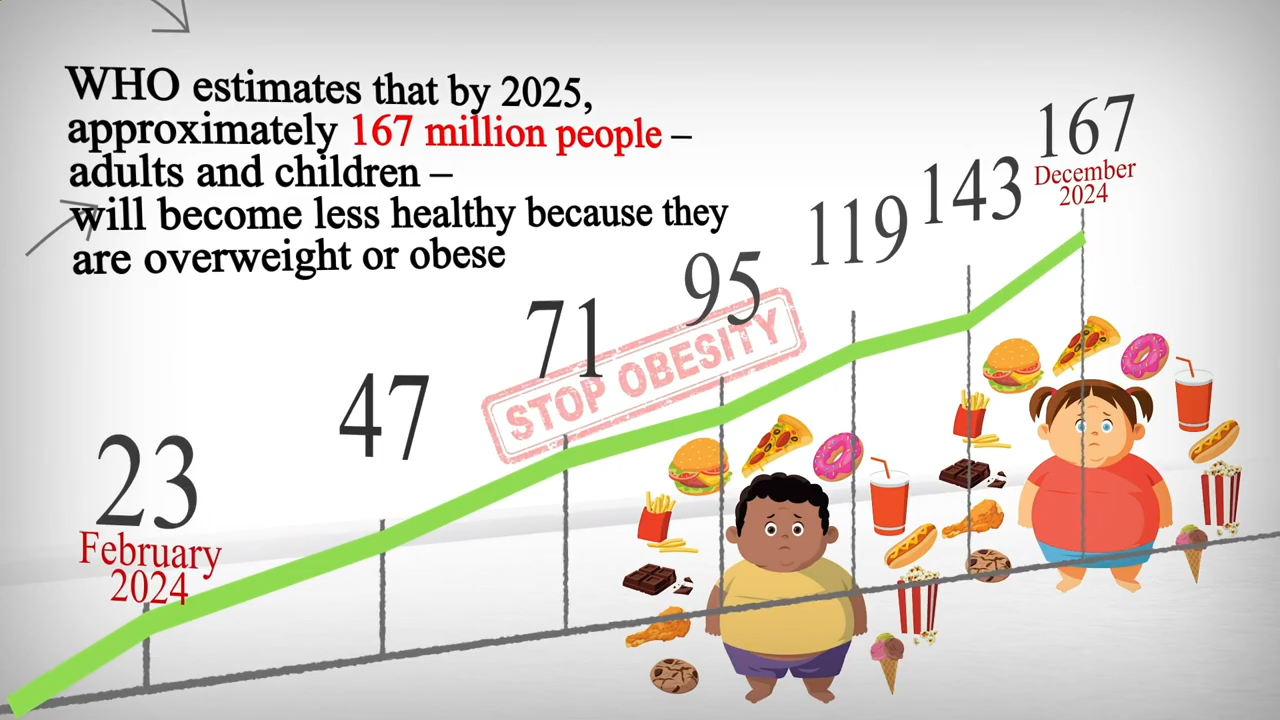 WHO estimates that by 2025,
approximately 167 million people –
adults and children –
will become less healthy because they
are overweight or obese
23
February
2024
47
71
95
119
143
167
December
2024
STOP OBESITY